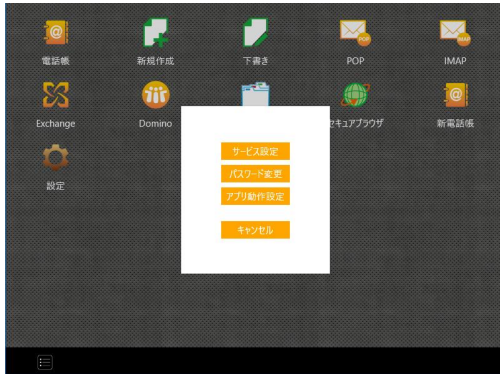 電話帳
新規作成
下書き
POP
POP
IMAP
IMAP
Exchange
Domino
セキュアブラウザ
新電話帳
設定
サービス設定
パスワード変更
アプリ動作設定
キャンセル